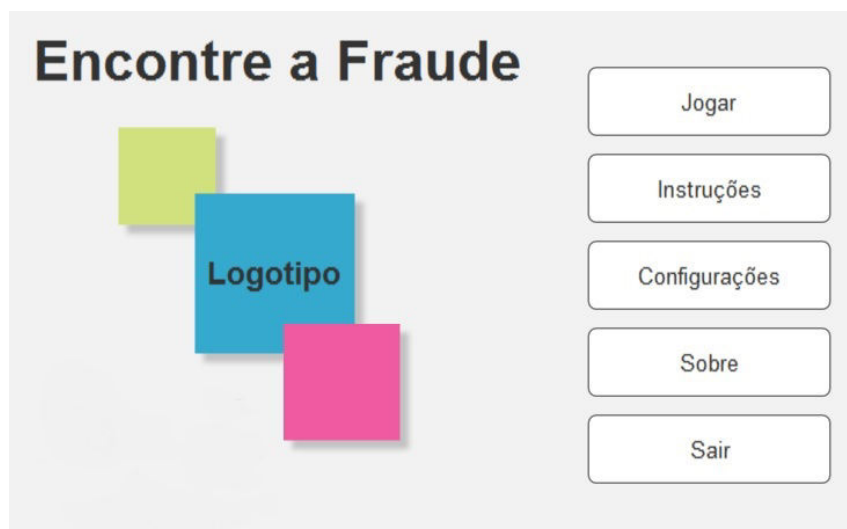 Encontre a Fraude
Logotipo
Jogar
Instruções
Configurações
Sobre
Sair